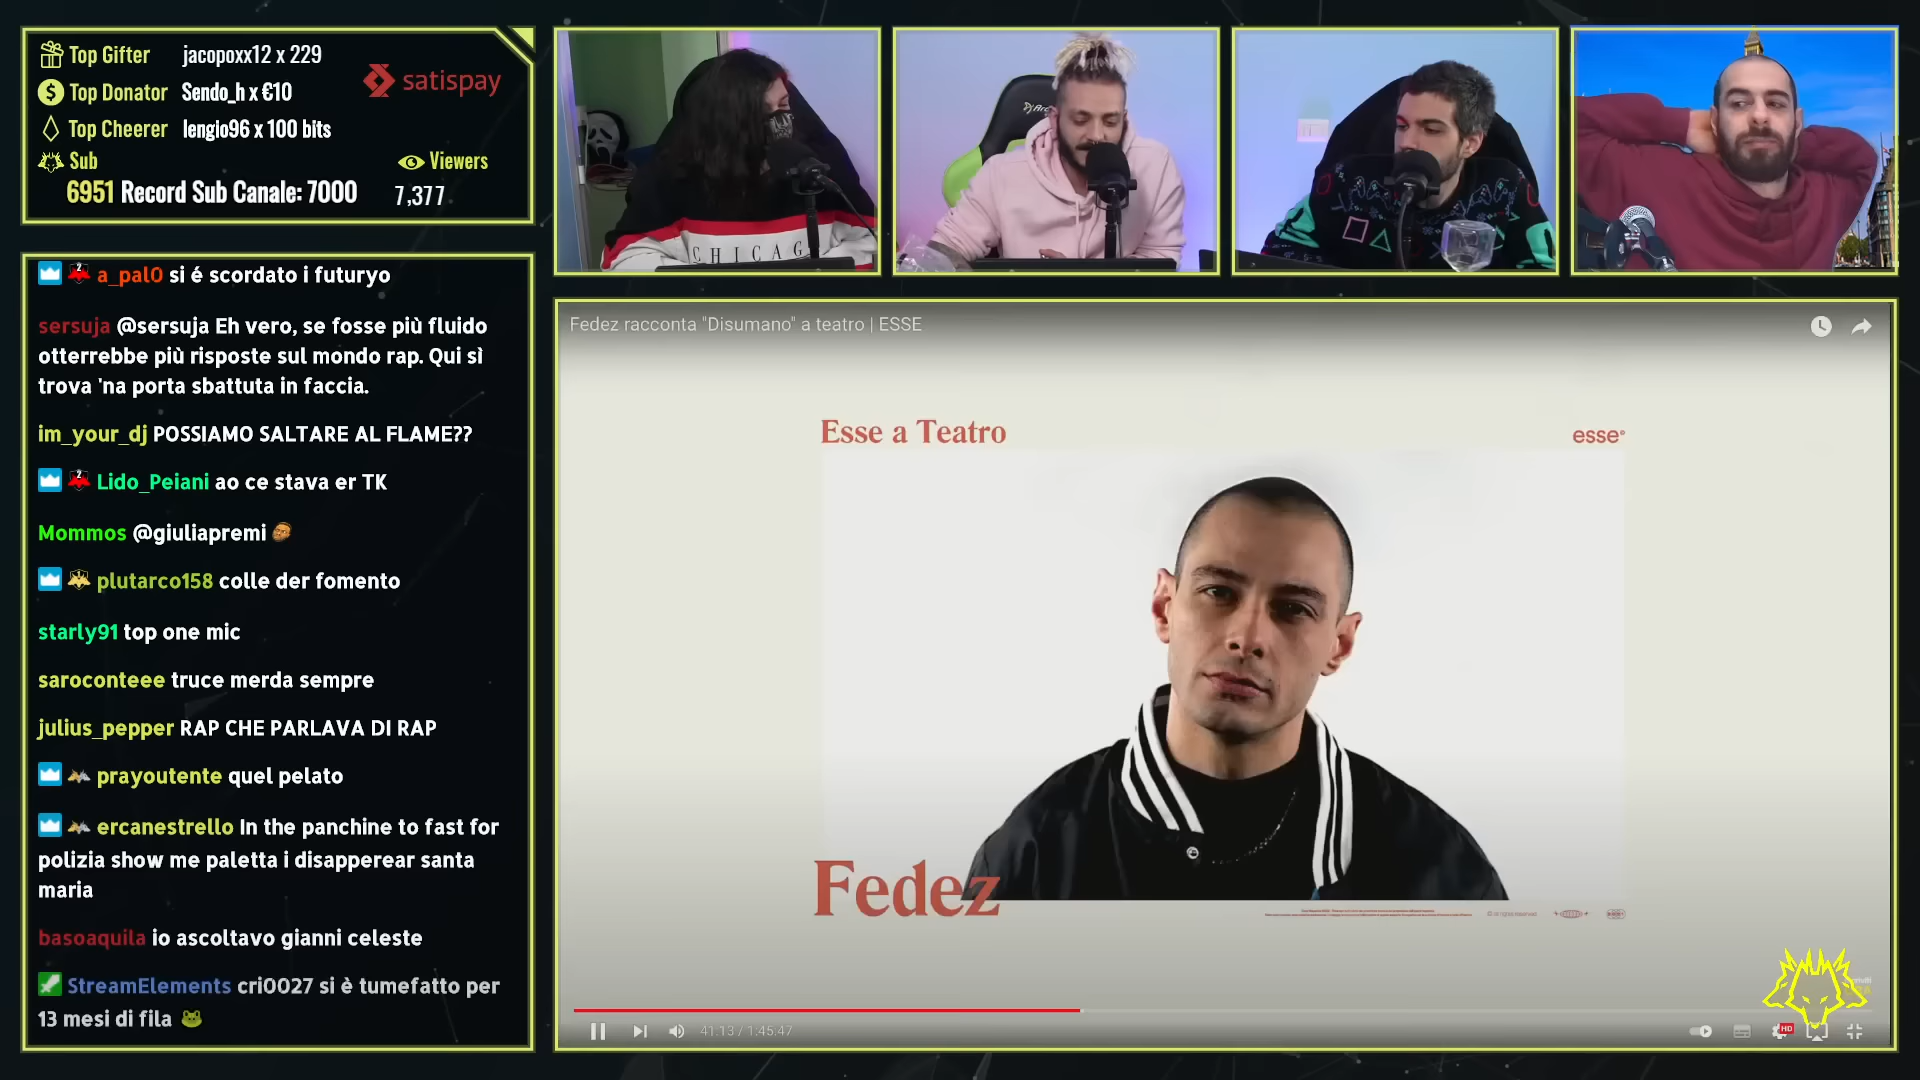 Top Gifter jacopoxx12 x 229
Top Donator Sendo_h x €10
Top Cheerer lengio96 x 100 bits
satispay
Sub
Viewers
6951 Record Sub Canale: 7000
7,377
a_pal0 si é scordato i futuryo
sersuja @sersuja Eh vero, se fosse più fluido
otterrebbe più risposte sul mondo rap. Qui sì
trova 'na porta sbattuta in faccia.
im_your_dj POSSIAMO SALTARE AL FLAME??
Lido_Peiani ao ce stava er TK
Mommos @giuliapremi
plutarco158 colle der fomento
starly91 top one mic
saroconteee truce merda sempre
julius_pepper RAP CHE PARLAVA DI RAP
prayoutente quel pelato
ercanestrello In the panchine to fast for
polizia show me paletta i disapperear santa
maria
basoaquila io ascoltavo gianni celeste
StreamElements cri0027 si è tumefatto per
13 mesi di fila
CHICAG
Fedez racconta "Disumano" a teatro | ESSE
Esse a Teatro
esse
Fedez
41:13 / 1:45:47
HD